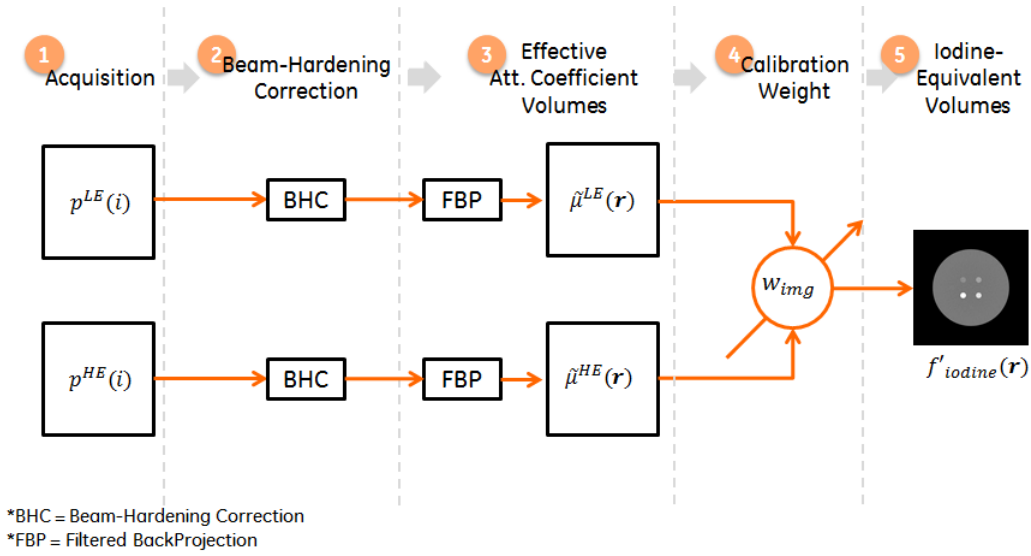 1
Acquisition
2
Beam-Hardening
Correction
3
Effective
Att. Coefficient
Volumes
4
Calibration
Weight
5
Iodine-
Equivalent
Volumes
p^{LE}(i)
BHC
FBP
μ̃^{LE}(r)
w_{img}
p^{HE}(i)
BHC
FBP
μ̃^{HE}(r)
f'_{iodine}(r)
*BHC = Beam-Hardening Correction
*FBP = Filtered BackProjection